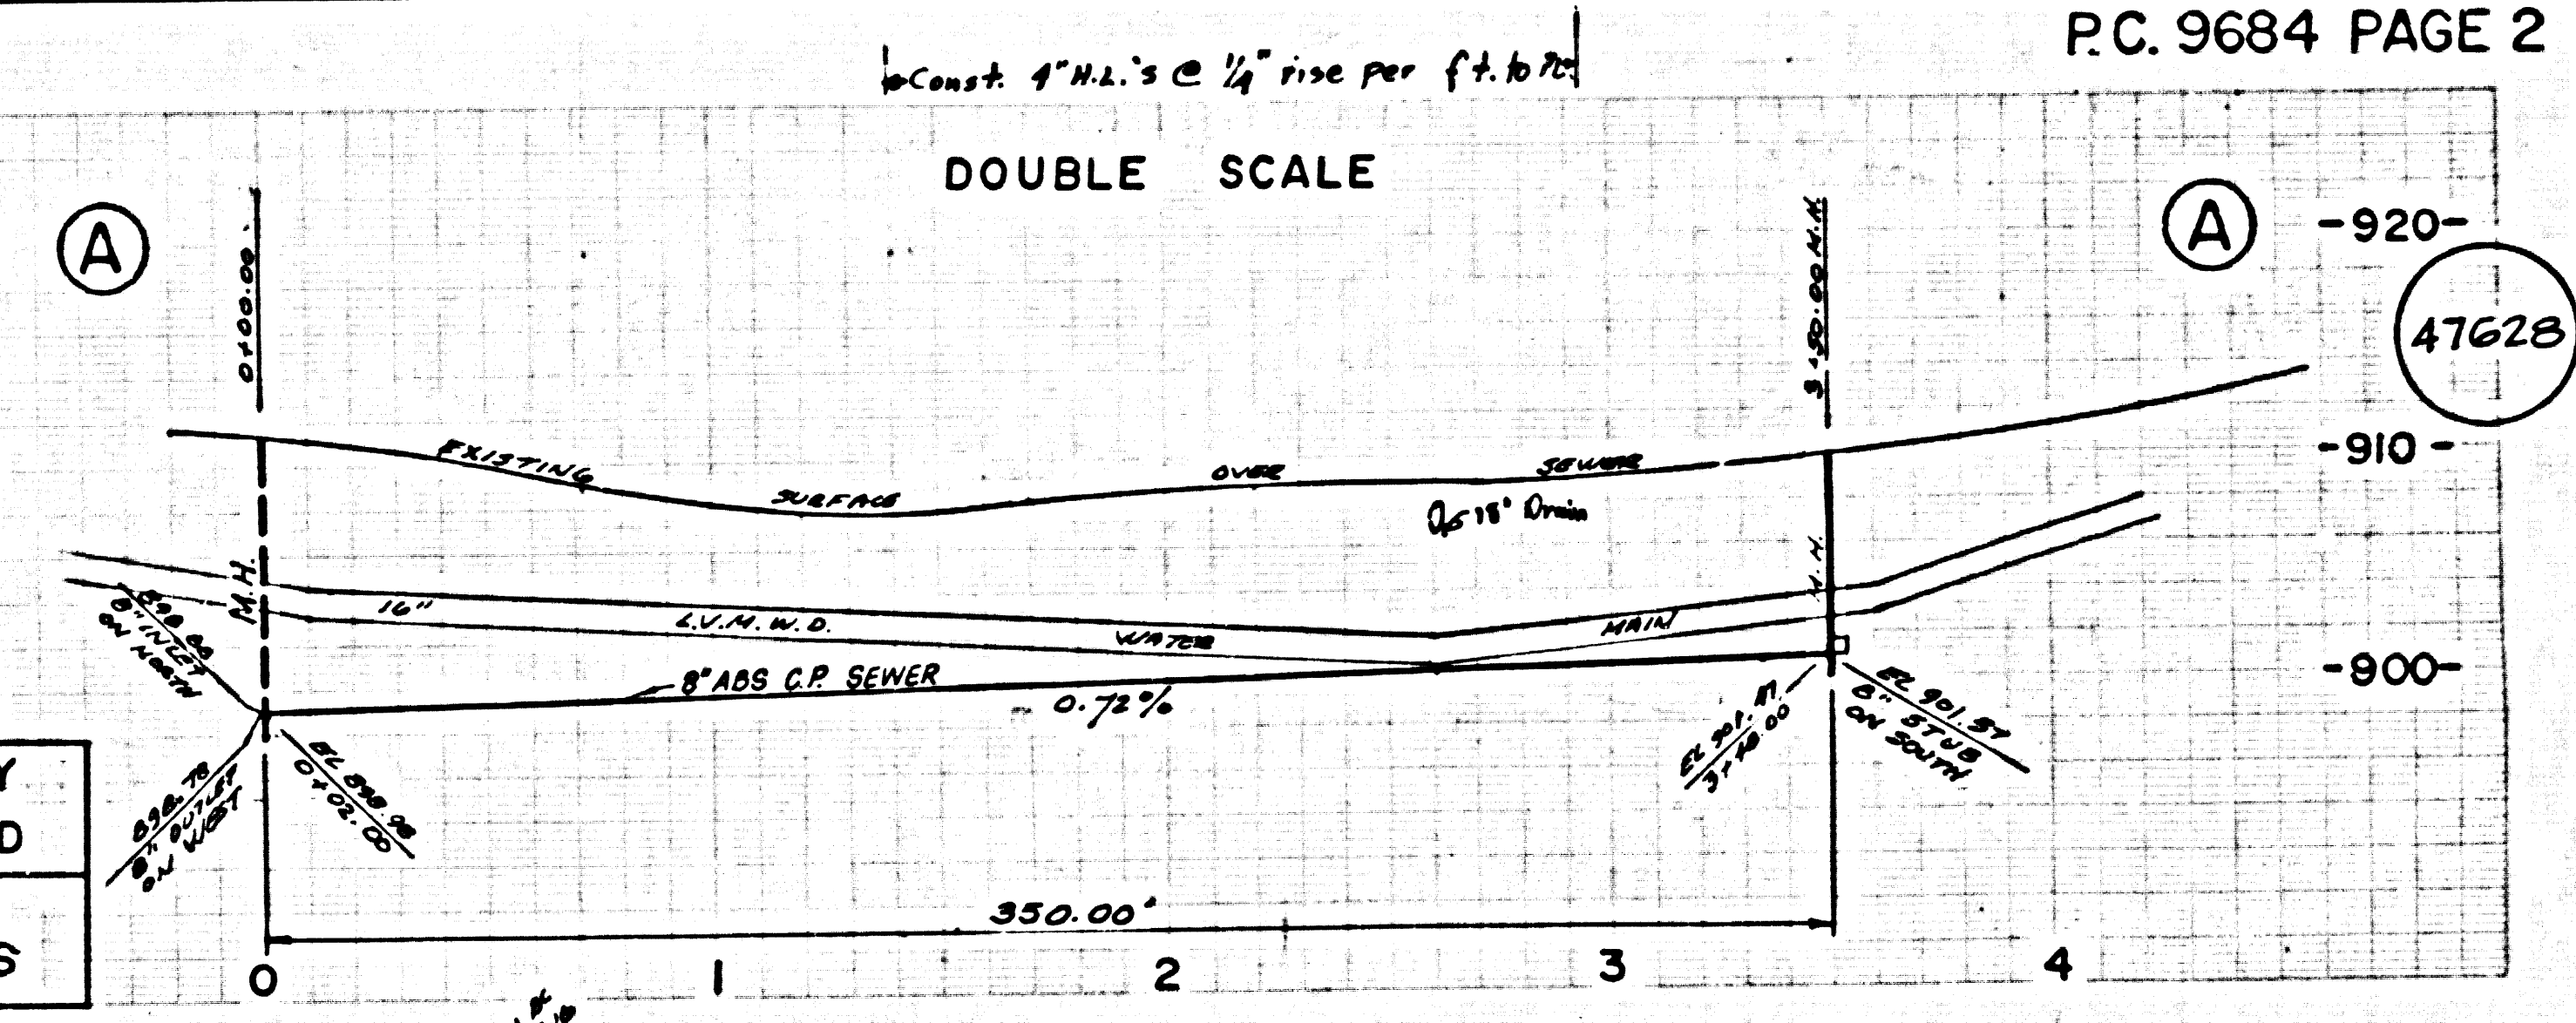 P.C. 9684 PAGE 2
Const. 4" H.L.'s @ 1/4" rise per ft. to
DOUBLE SCALE
A
A
0+00.00
3+50.00 M.H.
-920-
47628
-910-
-900-
EXISTING SURFACE OVER SEWER
18" Drain
M.H.
M.H.
16" L.V.M.W.D. WATER MAIN
8" ABS C.P. SEWER
0.72%
8" INLET
ON NORTH
898.78
8" OUTLET
ON WEST
EL 898.98
0+02.00
EL 901.
3+48.00
EL 901.57
8" STUB
ON SOUTH
Y
D
S
350.00'
0 1 2 3 4